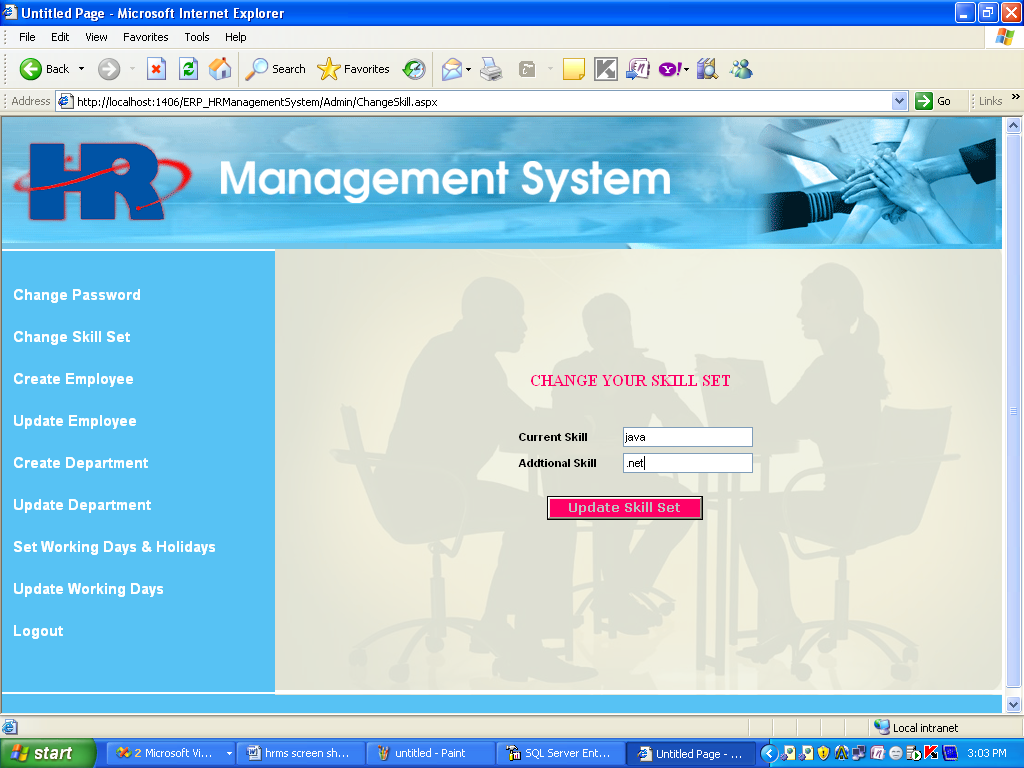 Untitled Page - Microsoft Internet Explorer
File Edit View Favorites Tools Help
Back Search Favorites
Address http://localhost:1406/ERP_HRManagementSystem/Admin/ChangeSkill.aspx Go Links »
HR Management System
Change Password
Change Skill Set
Create Employee
Update Employee
Create Department
Update Department
Set Working Days & Holidays
Update Working Days
Logout
CHANGE YOUR SKILL SET
Current Skill java
Addtional Skill .net
Update Skill Set
Local intranet
start 2 Microsoft Vi... hrms screen sh... untitled - Paint SQL Server Ent... Untitled Page - ... 3:03 PM